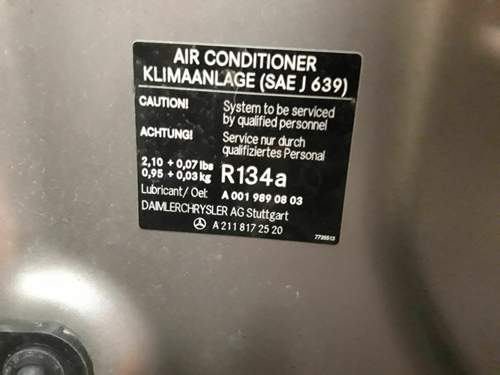 AIR CONDITIONER
KLIMAANLAGE (SAE J 639)
CAUTION! System to be serviced
by qualified personnel
ACHTUNG! Service nur durch
qualifiziertes Personal
2,10 + 0,07 lbs
0,95 + 0,03 kg R134a
Lubricant/Oel: A 001 989 08 03
DAIMLERCHRYSLER AG Stuttgart
A 211 817 25 20
7735513